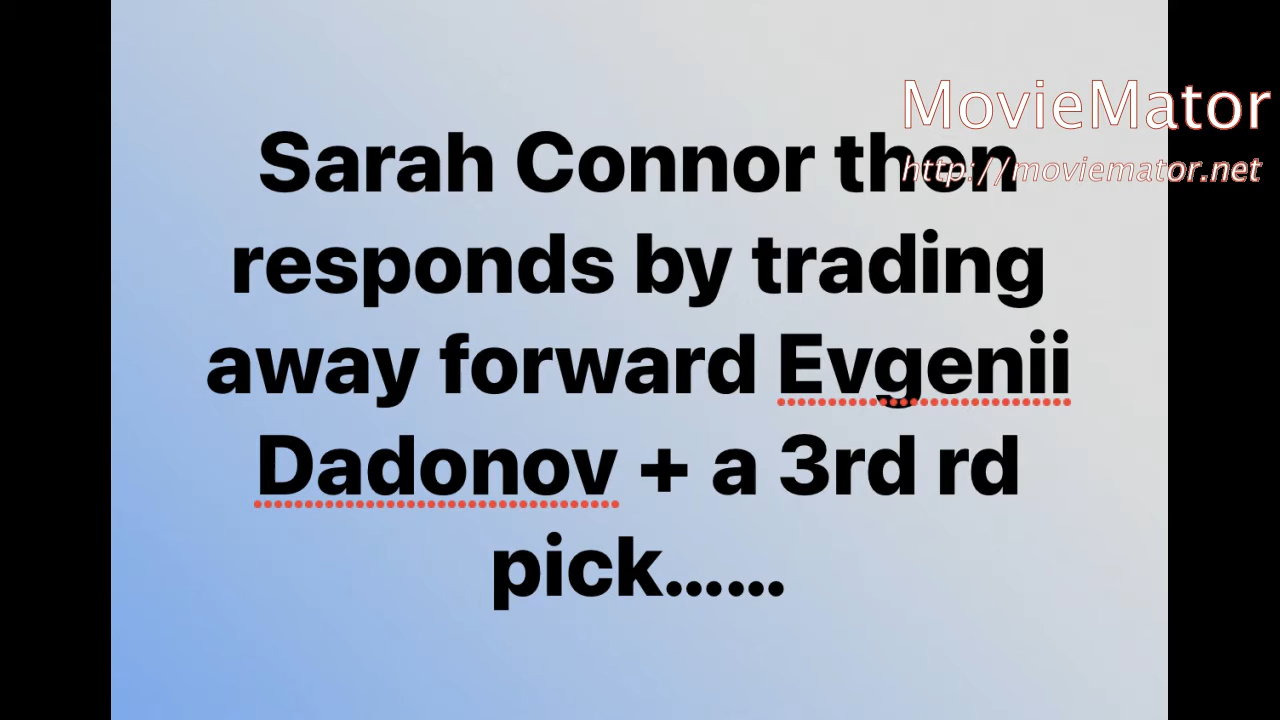 MovieMator
http://moviemator.net
Sarah Connor then
responds by trading
away forward Evgenii
Dadonov + a 3rd rd
pick......